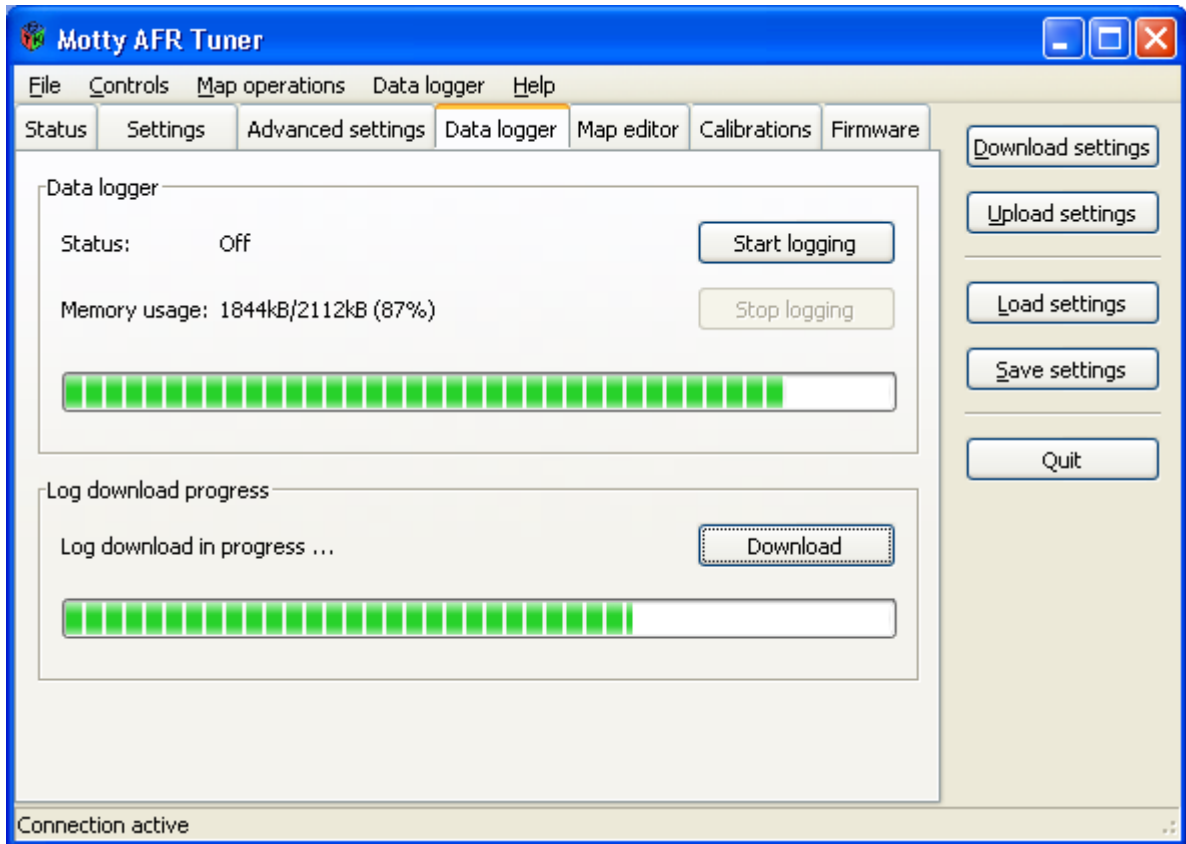 Motty AFR Tuner
File Controls Map operations Data logger Help
Status Settings Advanced settings Data logger Map editor Calibrations Firmware
Data logger
Status: Off
Start logging
Memory usage: 1844kB/2112kB (87%)
Stop logging
Log download progress
Log download in progress ...
Download
Download settings
Upload settings
Load settings
Save settings
Quit
Connection active